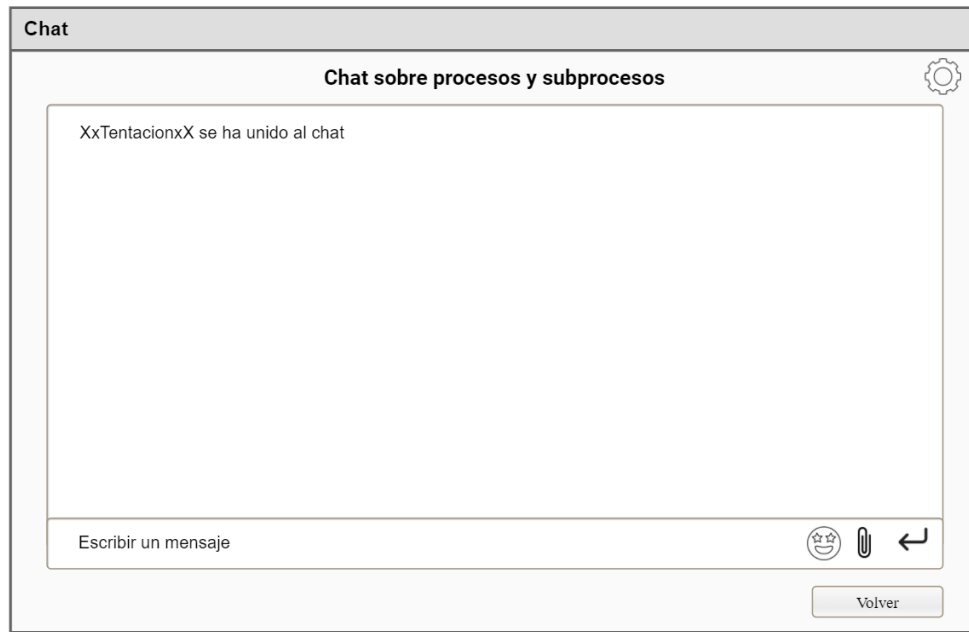 Chat
Chat sobre procesos y subprocesos
XxTentacionxX se ha unido al chat
Escribir un mensaje
Volver